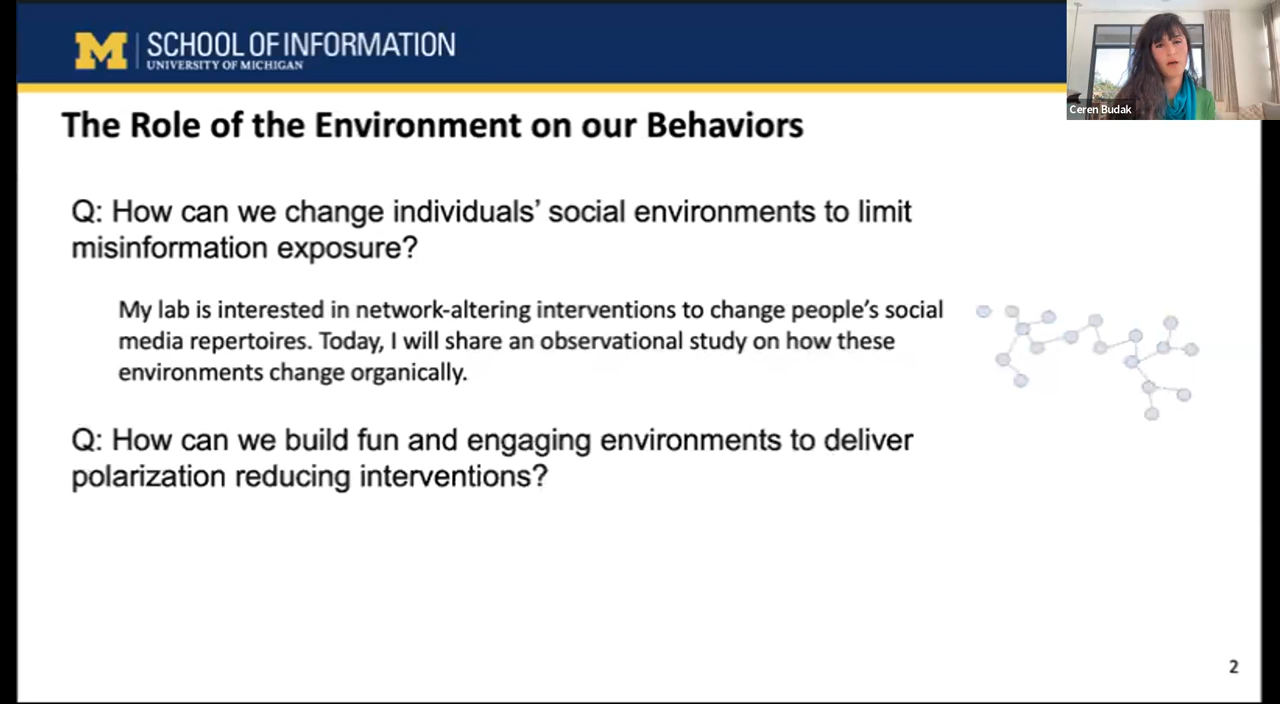 M
SCHOOL OF INFORMATION
UNIVERSITY OF MICHIGAN
Ceren Budak
The Role of the Environment on our Behaviors
Q: How can we change individuals’ social environments to limit
misinformation exposure?
My lab is interested in network-altering interventions to change people’s social
media repertoires. Today, I will share an observational study on how these
environments change organically.
Q: How can we build fun and engaging environments to deliver
polarization reducing interventions?
2